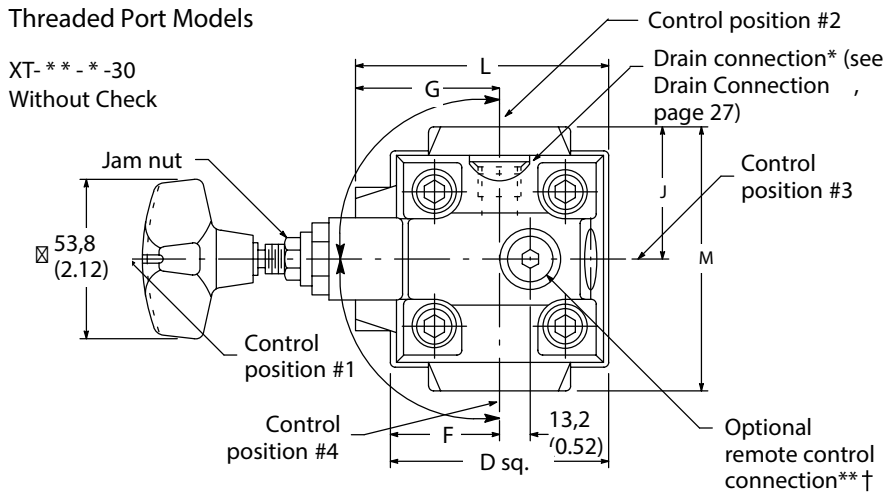 Threaded Port Models
XT- * * - * -30
Without Check
Control position #2
L
G
Drain connection* (see
Drain Connection ,
page 27)
Jam nut
Control
position #3
J
M
53,8
(2.12)
Control
position #1
Control
position #4
F
13,2
(0.52)
D sq.
Optional
remote control
connection** †